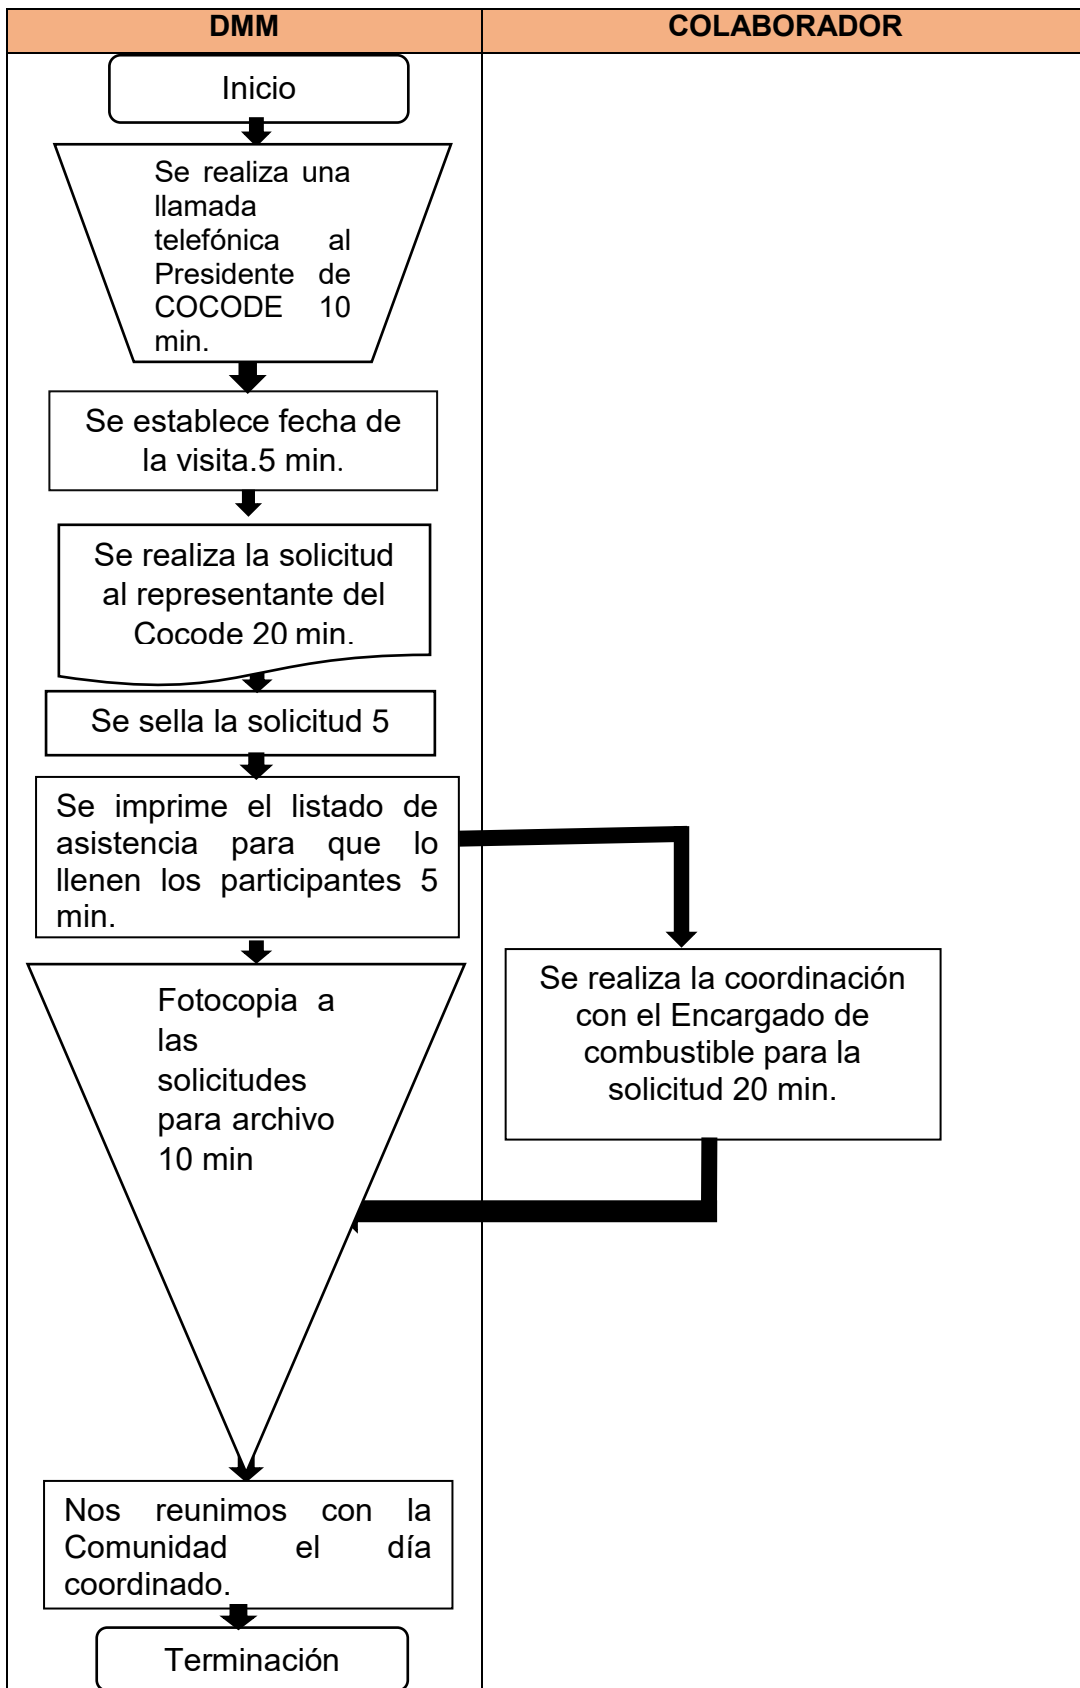 DMM
COLABORADOR
Inicio
Se realiza una
llamada
telefónica al
Presidente de
COCODE 10
min.
Se establece fecha de
la visita.5 min.
Se realiza la solicitud
al representante del
Cocode 20 min.
Se sella la solicitud 5
Se imprime el listado de
asistencia para que lo
llenen los participantes 5
min.
Se realiza la coordinación
con el Encargado de
combustible para la
solicitud 20 min.
Fotocopia a
las
solicitudes
para archivo
10 min
Nos reunimos con la
Comunidad el día
coordinado.
Terminación